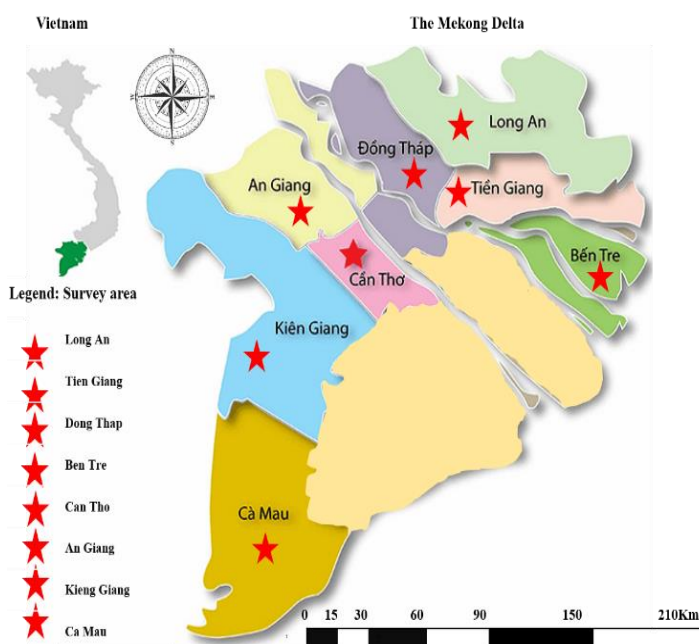 Vietnam
The Mekong Delta
N
W
E
S
Long An
Đồng Tháp
Tiền Giang
An Giang
Bến Tre
Cần Thơ
Kiên Giang
Cà Mau
Legend: Survey area
Long An
Tien Giang
Dong Thap
Ben Tre
Can Tho
An Giang
Kieng Giang
Ca Mau
0 15 30 60 90 150 210Km